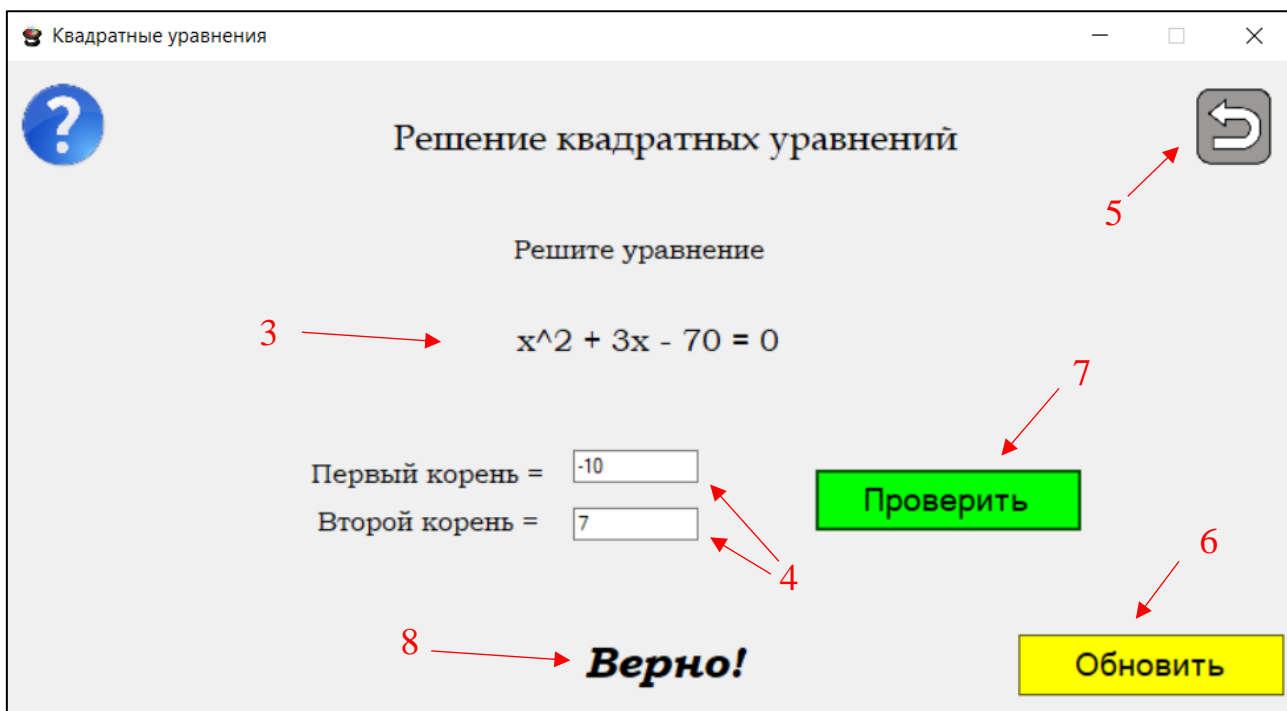 Квадратные уравнения
?
Решение квадратных уравнений
5
Решите уравнение
3
x^2 + 3x - 70 = 0
7
Первый корень = -10
Проверить
Второй корень = 7
4
6
8
Верно!
Обновить